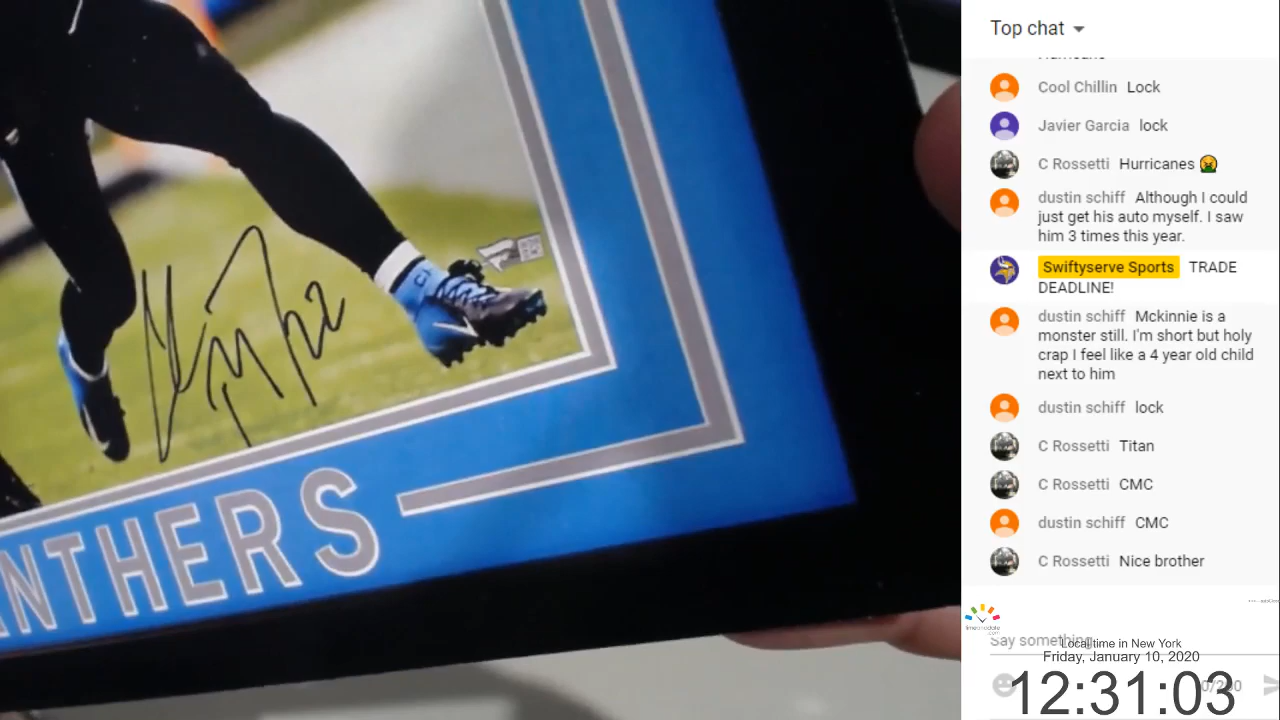 NTHERS
Top chat
Cool Chillin Lock
Javier Garcia lock
C Rossetti Hurricanes 🤮
dustin schiff Although I could
just get his auto myself. I saw
him 3 times this year.
Swiftyserve Sports TRADE
DEADLINE!
dustin schiff Mckinnie is a
monster still. I'm short but holy
crap I feel like a 4 year old child
next to him
dustin schiff lock
C Rossetti Titan
C Rossetti CMC
dustin schiff CMC
C Rossetti Nice brother
Say something...
Local time in New York
Friday, January 10, 2020
12:31:03